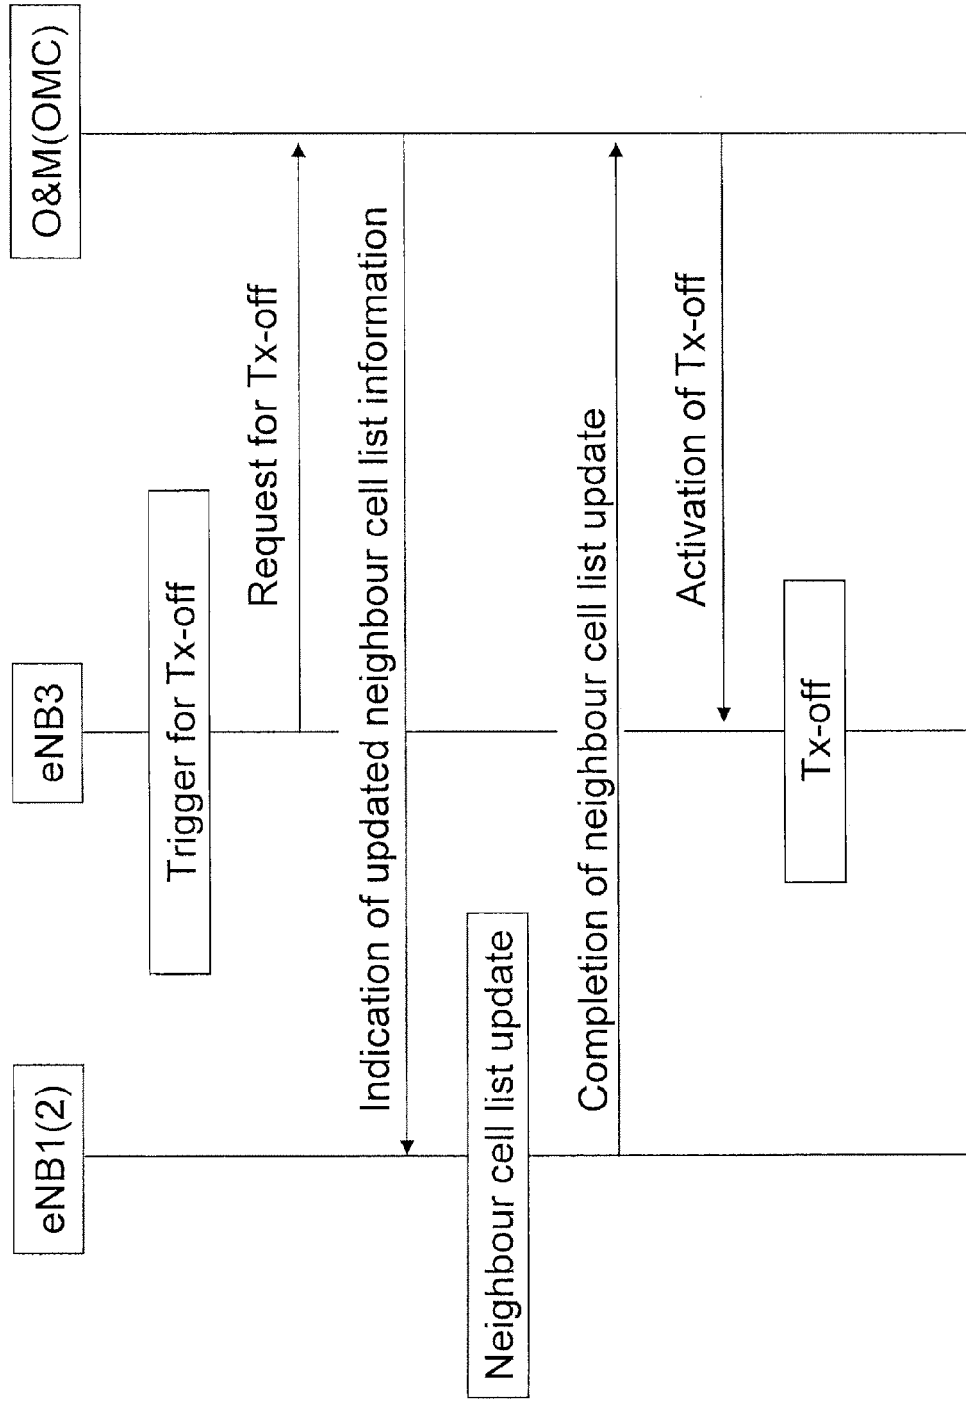 eNB1(2)
eNB3
O&M(OMC)
Trigger for Tx-off
Request for Tx-off
Indication of updated neighbour cell list information
Neighbour cell list update
Completion of neighbour cell list update
Activation of Tx-off
Tx-off